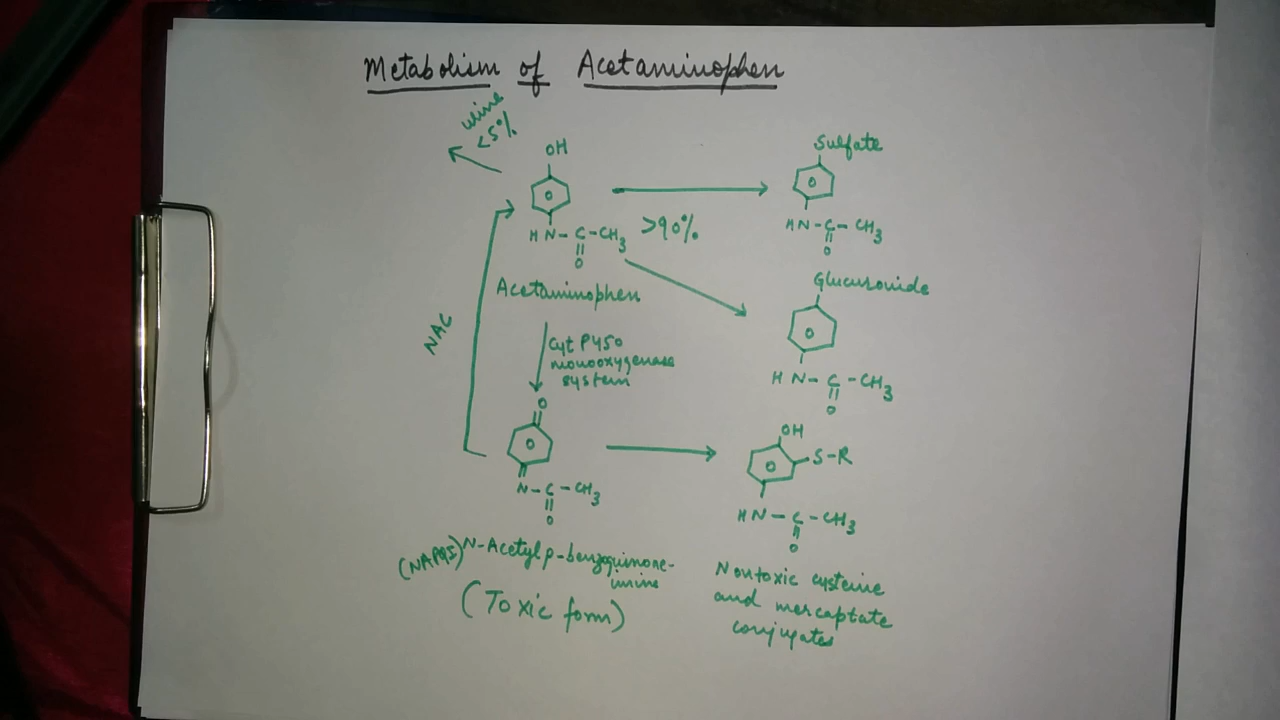 Metabolism of Acetaminophen
urine
<5%
OH
HN-C-CH3
O
Acetaminophen
>90%
Sulfate
HN-C-CH3
O
Glucuronide
HN-C-CH3
O
NAC
Cyt P450
monooxygenase
system
O
N-C-CH3
O
(NAPQI) N-Acetyl p-benzoquinone-
imine
(Toxic form)
OH
S-R
HN-C-CH3
O
Nontoxic cysteine
and mercaptate
conjugates